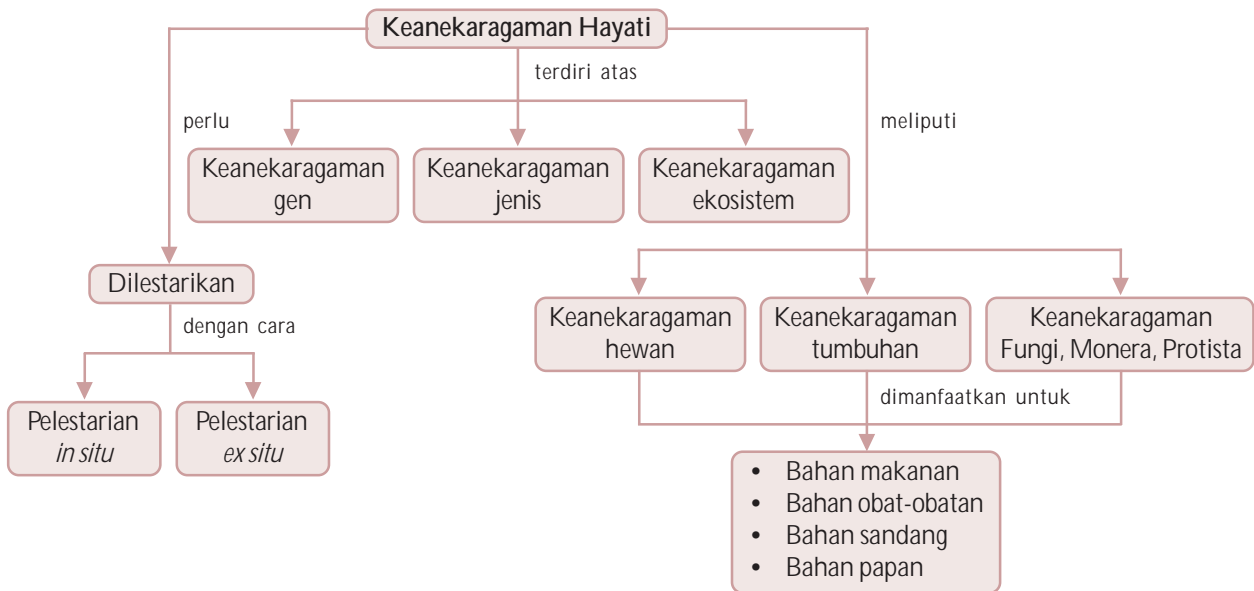 Keanekaragaman Hayati
terdiri atas
perlu
meliputi
Keanekaragaman
gen
Keanekaragaman
jenis
Keanekaragaman
ekosistem
Dilestarikan
dengan cara
Pelestarian
in situ
Pelestarian
ex situ
Keanekaragaman
hewan
Keanekaragaman
tumbuhan
Keanekaragaman
Fungi, Monera, Protista
dimanfaatkan untuk
• Bahan makanan
• Bahan obat-obatan
• Bahan sandang
• Bahan papan